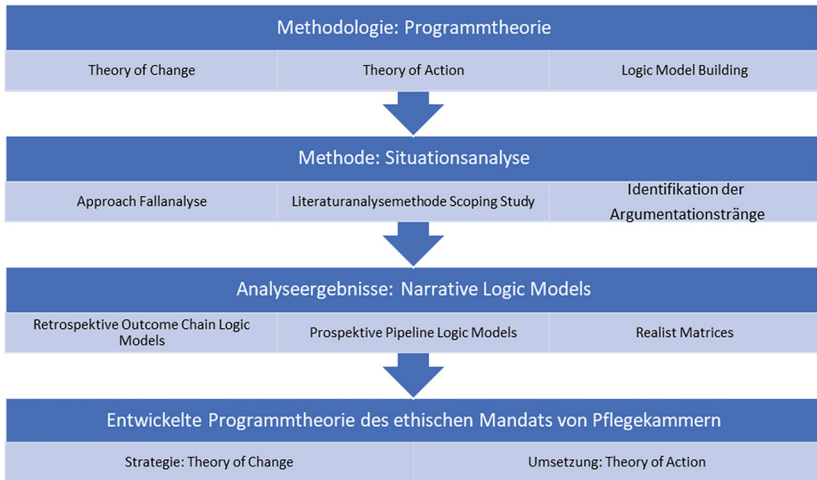 Methodologie: Programmtheorie
Theory of Change
Theory of Action
Logic Model Building
Methode: Situationsanalyse
Approach Fallanalyse
Literaturanalysemethode Scoping Study
Identifikation der
Argumentationstränge
Analyseergebnisse: Narrative Logic Models
Retrospektive Outcome Chain Logic
Models
Prospektive Pipeline Logic Models
Realist Matrices
Entwickelte Programmtheorie des ethischen Mandats von Pflegekammern
Strategie: Theory of Change
Umsetzung: Theory of Action